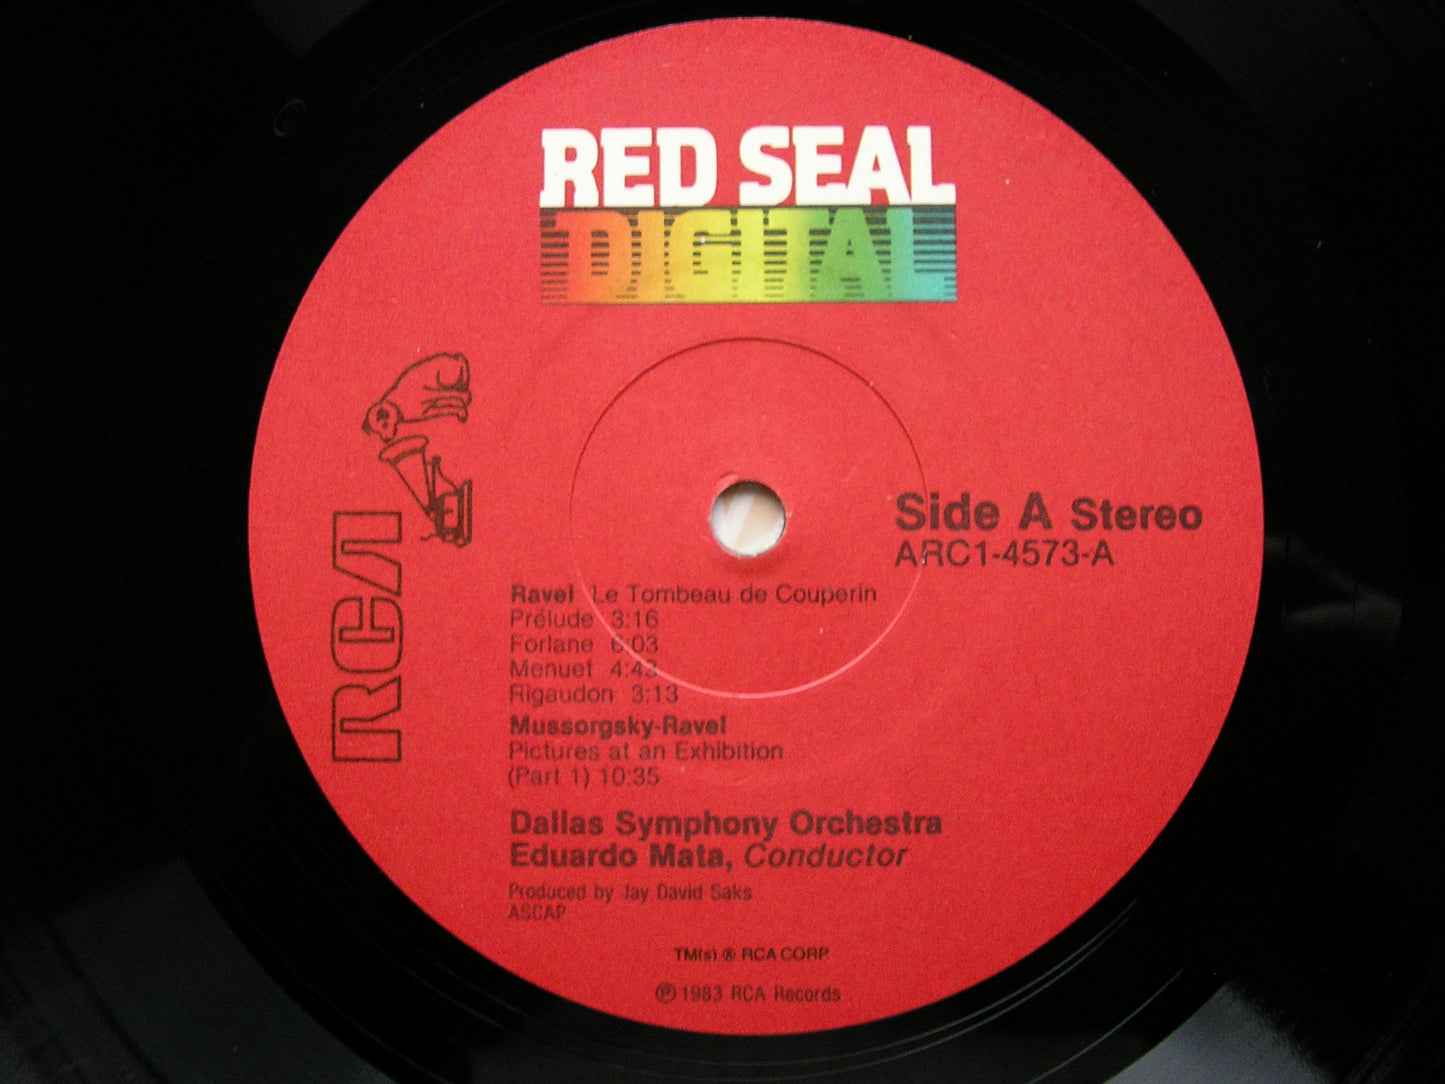 RED SEAL
DIGITAL
RCA
Side A Stereo
ARC1-4573-A
Ravel Le Tombeau de Couperin
Prélude 3:16
Forlane 6:03
Menuet 4:43
Rigaudon 3:13
Mussorgsky-Ravel
Pictures at an Exhibition
(Part 1) 10:35
Dallas Symphony Orchestra
Eduardo Mata, Conductor
Produced by Jay David Saks
ASCAP
TM(s) ® RCA CORP.
℗ 1983 RCA Records